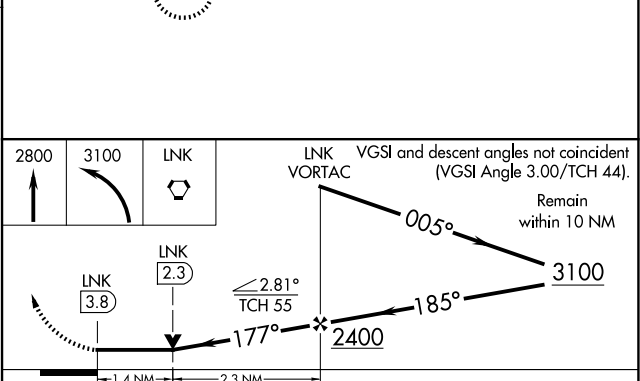 2800
3100
LNK
LNK
VORTAC
VGSI and descent angles not coincident
(VGSI Angle 3.00/TCH 44).
Remain
within 10 NM
005°
3100
185°
2400
177°
2.81°
TCH 55
LNK
2.3
LNK
3.8
1.4 NM
2.3 NM